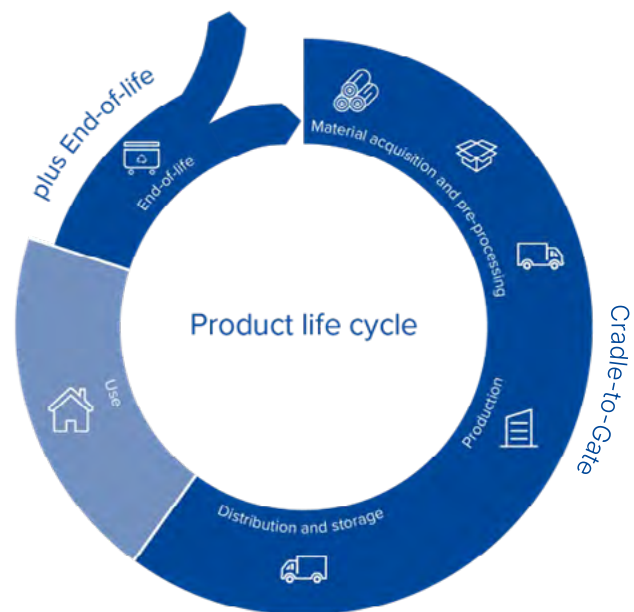 plus End-of-life
End-of-life
Material acquisition and pre-processing
Product life cycle
Cradle-to-Gate
Use
Production
Distribution and storage